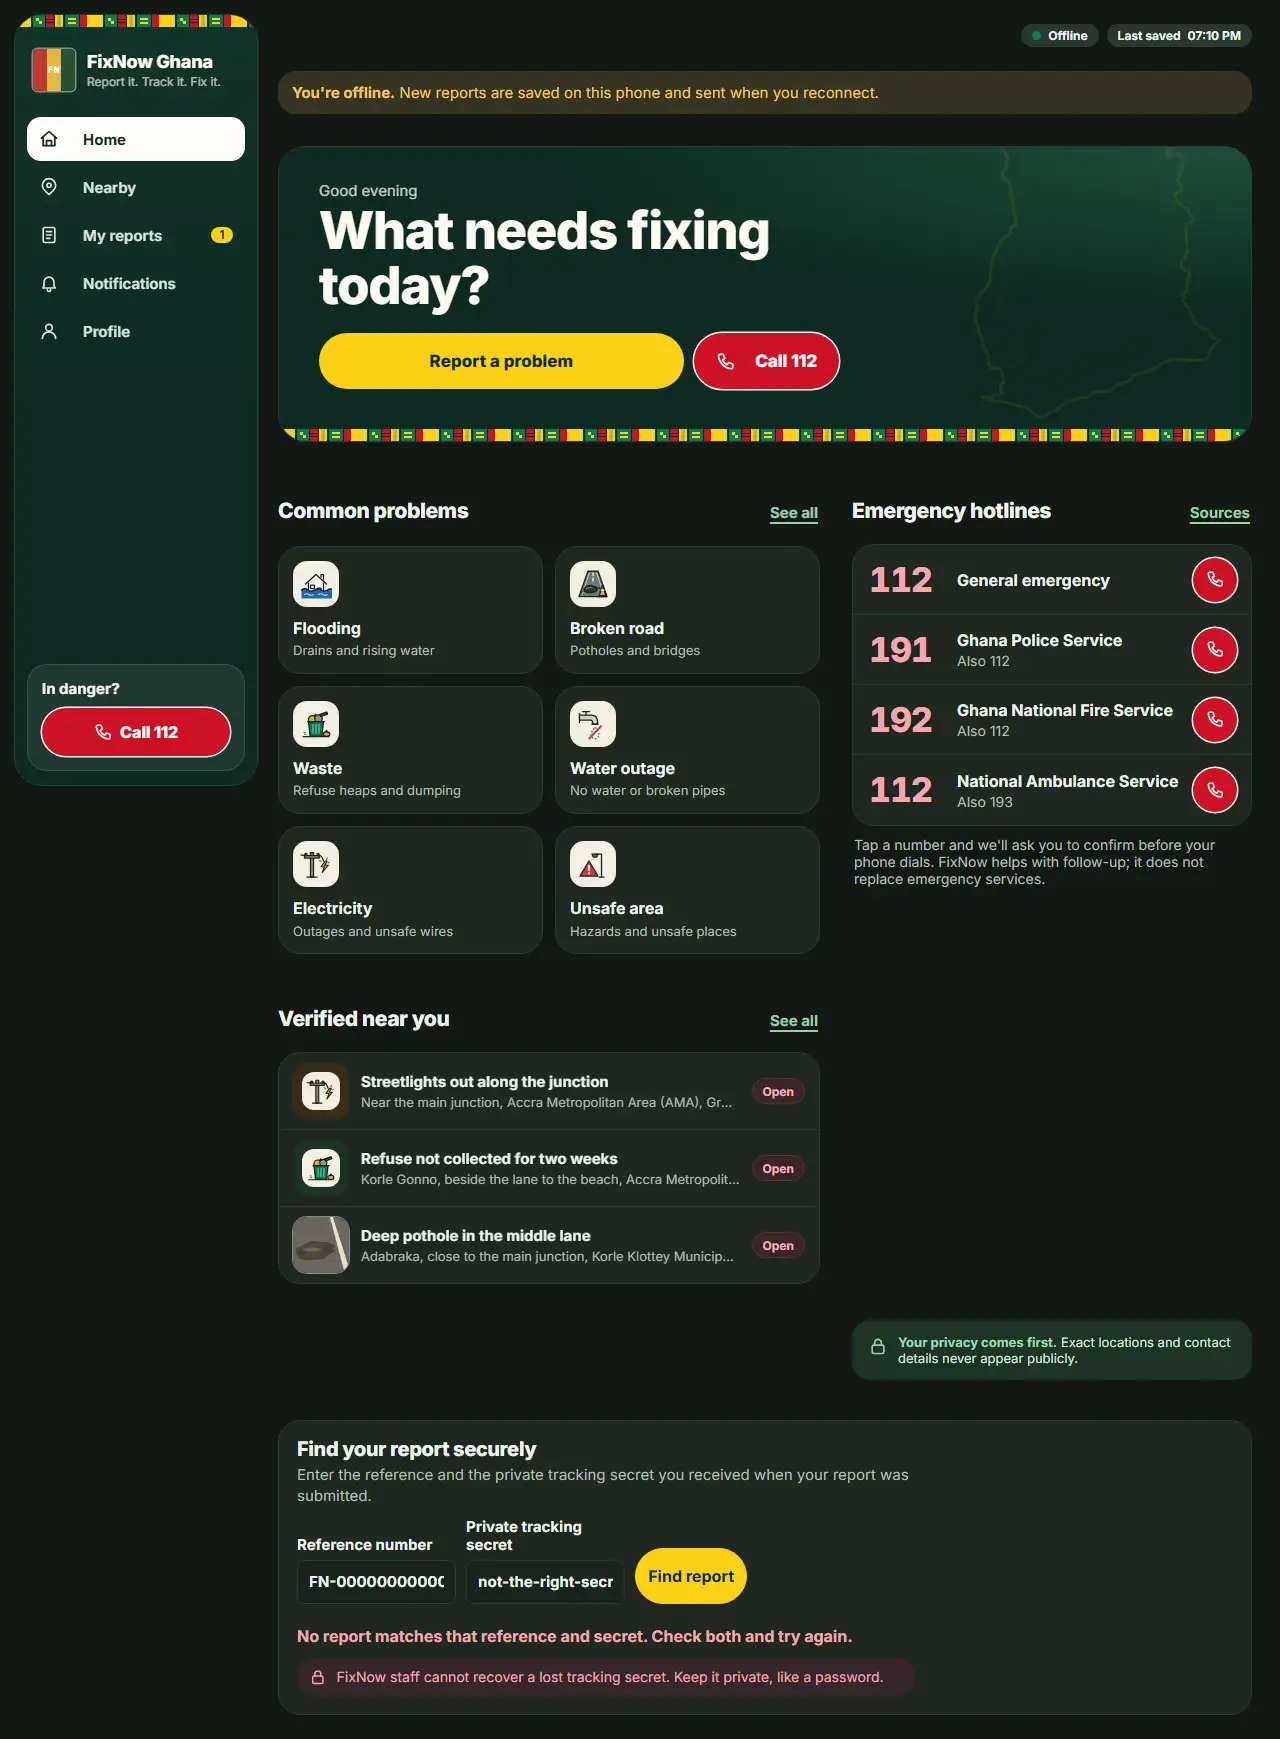 FN
FixNow Ghana
Report it. Track it. Fix it.
Home
Nearby
My reports 1
Notifications
Profile
In danger?
Call 112
Offline
Last saved 07:10 PM
You're offline. New reports are saved on this phone and sent when you reconnect.
Good evening
What needs fixing
today?
Report a problem
Call 112
Common problems
See all
Flooding
Drains and rising water
Broken road
Potholes and bridges
Waste
Refuse heaps and dumping
Water outage
No water or broken pipes
Electricity
Outages and unsafe wires
Unsafe area
Hazards and unsafe places
Emergency hotlines
Sources
112 General emergency
191 Ghana Police Service
Also 112
192 Ghana National Fire Service
Also 112
112 National Ambulance Service
Also 193
Tap a number and we'll ask you to confirm before your
phone dials. FixNow helps with follow-up; it does not
replace emergency services.
Verified near you
See all
Streetlights out along the junction
Near the main junction, Accra Metropolitan Area (AMA), Gr...
Open
Refuse not collected for two weeks
Korle Gonno, beside the lane to the beach, Accra Metropolit...
Open
Deep pothole in the middle lane
Adabraka, close to the main junction, Korle Klottey Municip...
Open
Your privacy comes first. Exact locations and contact
details never appear publicly.
Find your report securely
Enter the reference and the private tracking secret you received when your report was
submitted.
Reference number
FN-0000000000
Private tracking
secret
not-the-right-secr
Find report
No report matches that reference and secret. Check both and try again.
FixNow staff cannot recover a lost tracking secret. Keep it private, like a password.